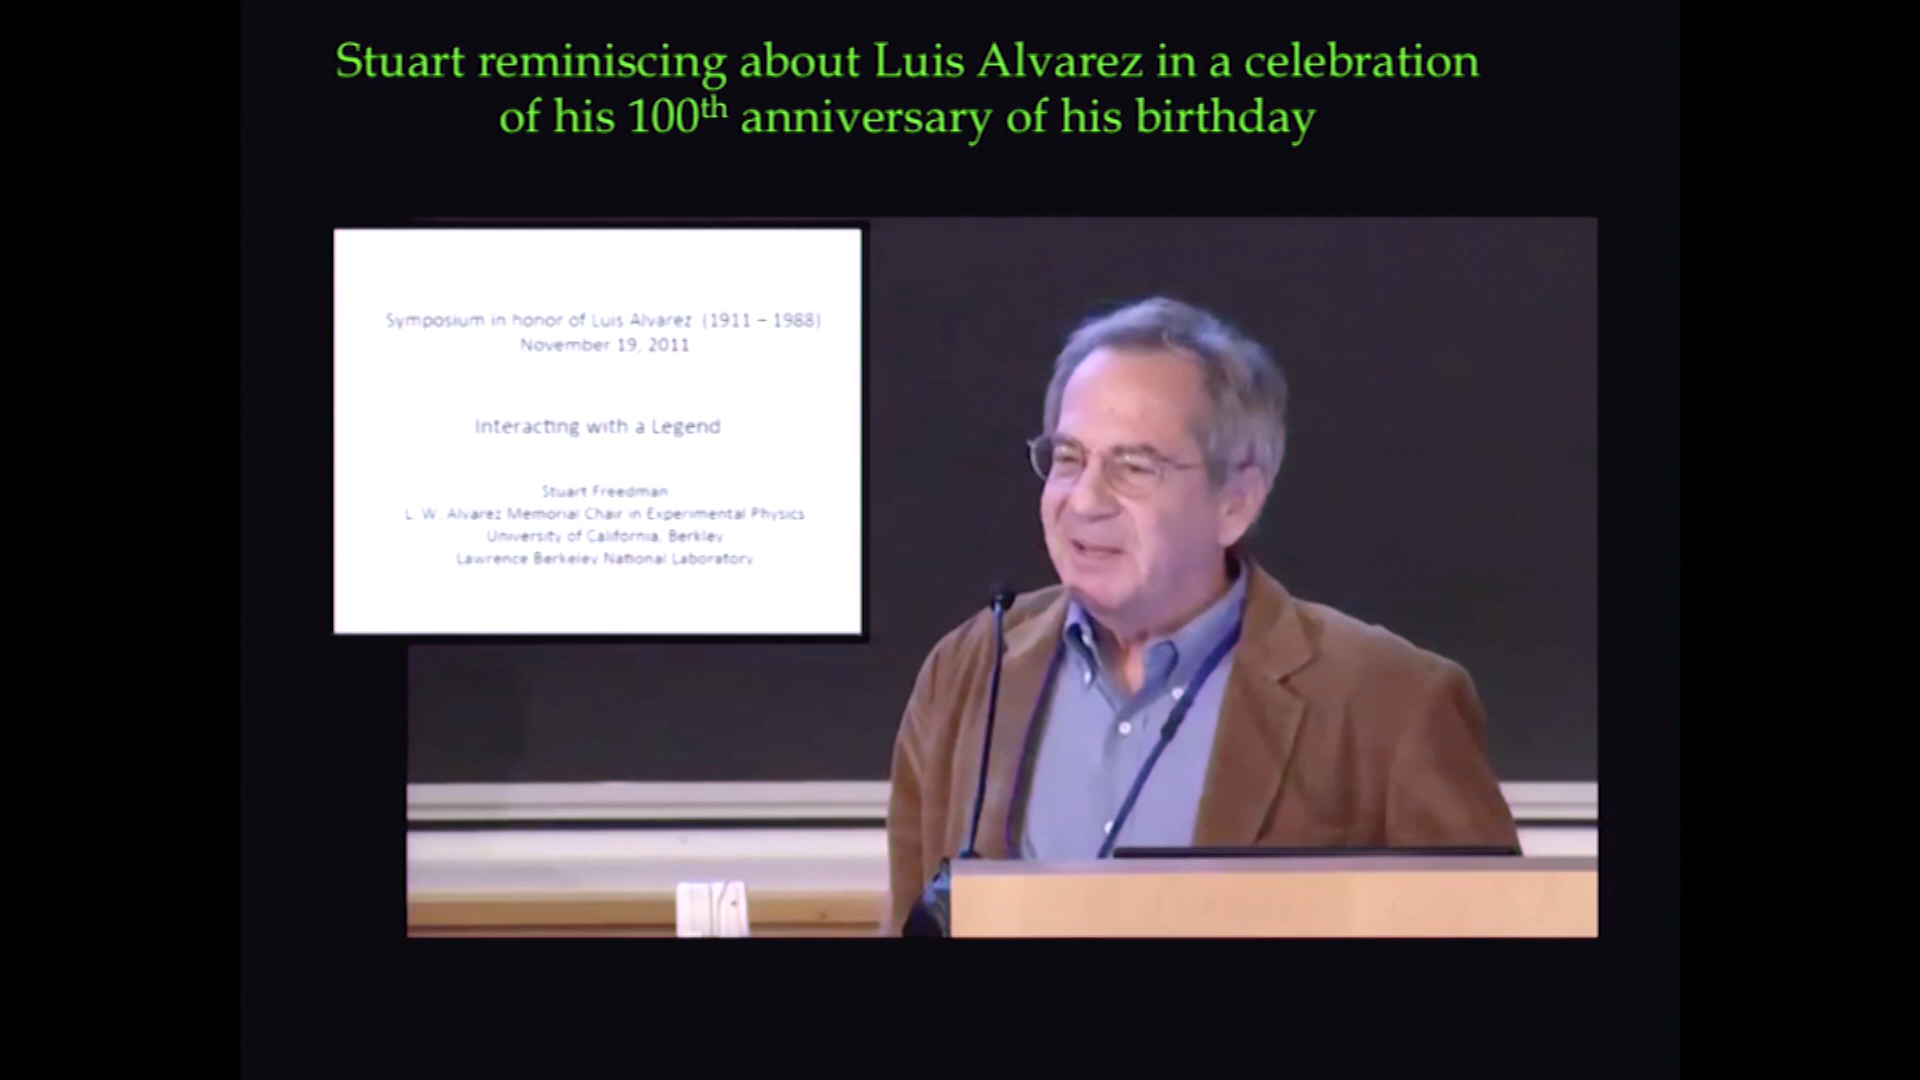 Stuart reminiscing about Luis Alvarez in a celebration
of his 100th anniversary of his birthday
Symposium in honor of Luis Alvarez (1911 – 1988)
November 19, 2011
Interacting with a Legend
Stuart Freedman
L. W. Alvarez Memorial Chair in Experimental Physics
University of California, Berkley
Lawrence Berkeley National Laboratory